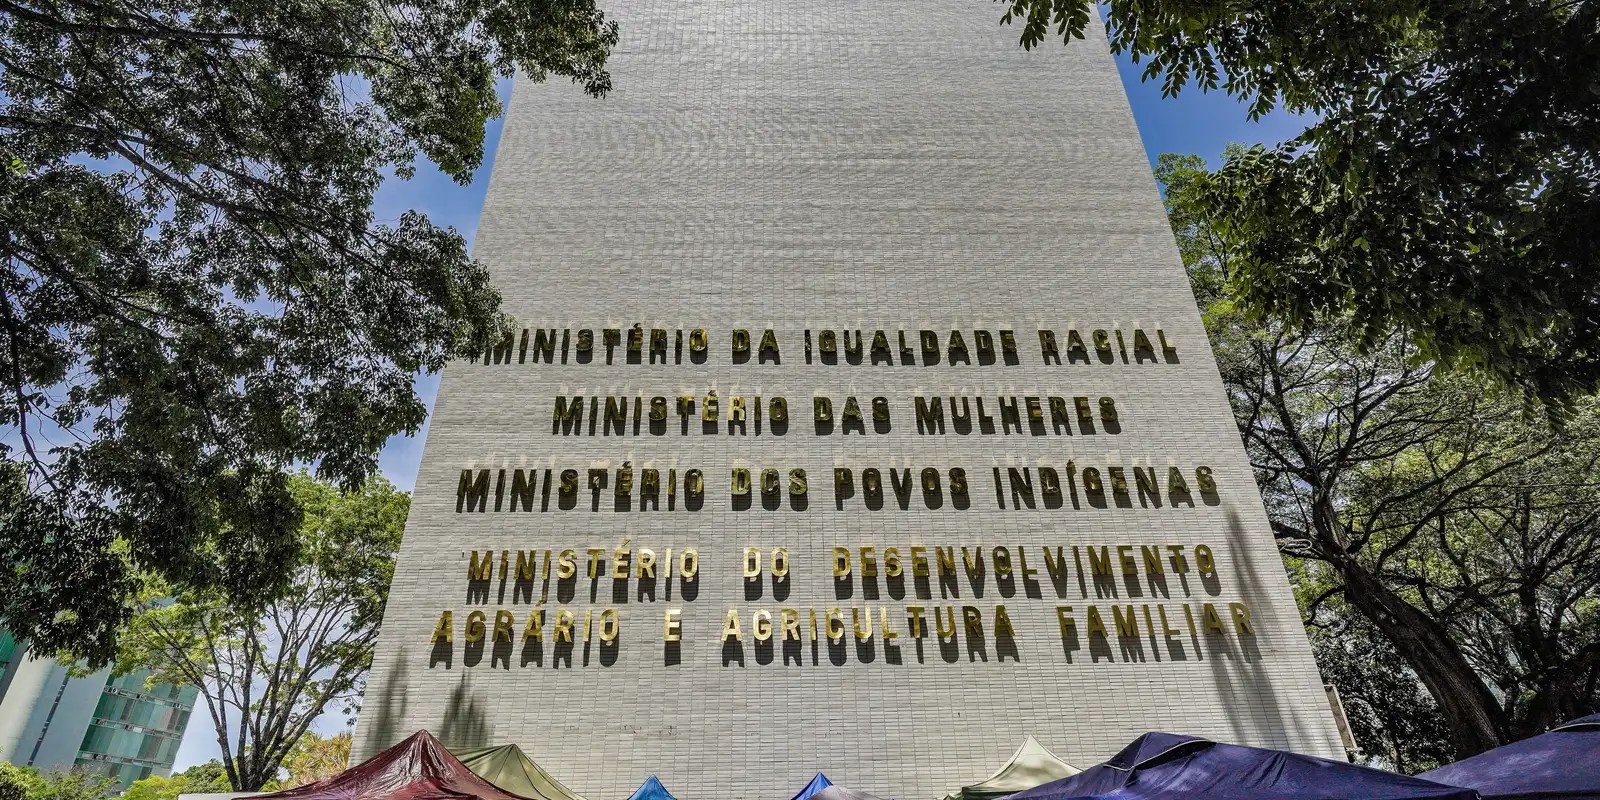 MINISTÉRIO DA IGUALDADE RACIAL
MINISTÉRIO DAS MULHERES
MINISTÉRIO DOS POVOS INDÍGENAS
MINISTÉRIO DO DESENVOLVIMENTO
AGRÁRIO E AGRICULTURA FAMILIAR